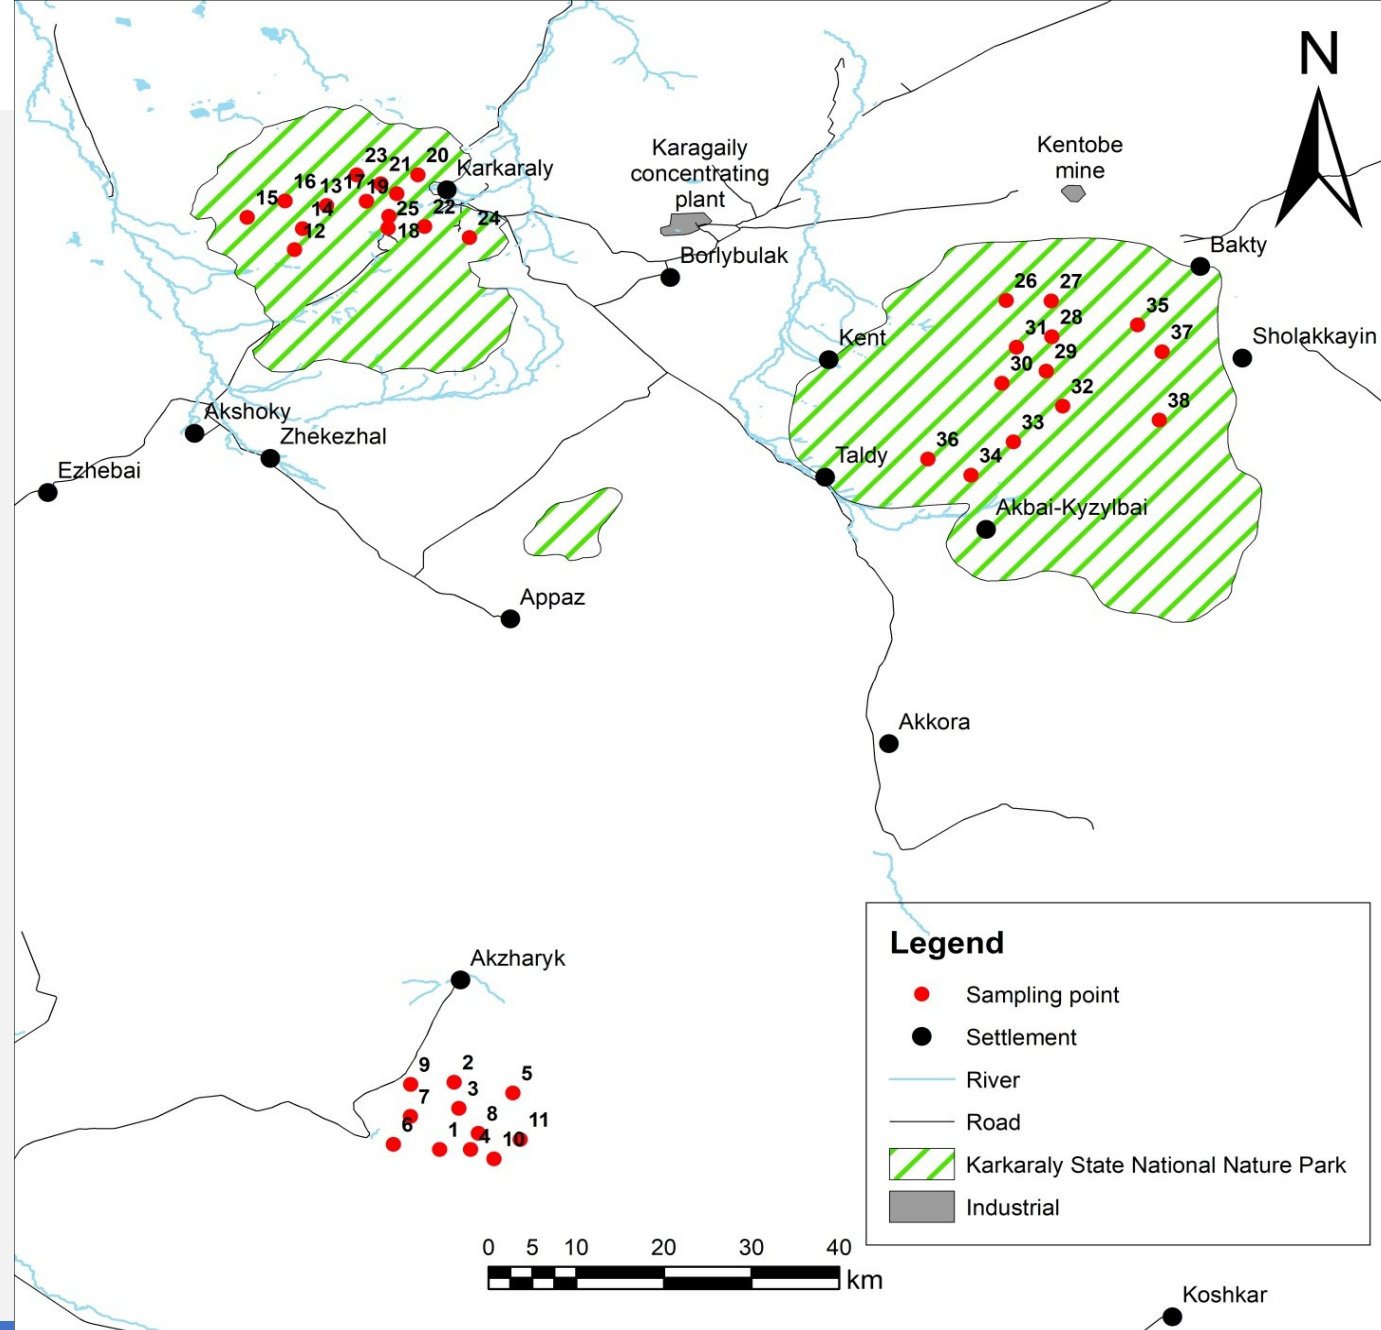 N
Karagaily
concentrating
plant
Kentobe
mine
23
21
20
Karkaraly
16
13
17
19
15
14
25
22
24
12
18
Bakty
Borlybulak
26
27
35
28
Sholakkayin
31
37
Kent
29
30
32
38
Akshoky
33
Zhekezhal
36
34
Taldy
Ezhebai
Akbai-Kyzylbai
Appaz
Akkora
Akzharyk
9
2
5
7
3
8
11
6
1
4
10
Legend
Sampling point
Settlement
River
Road
Karkaraly State National Nature Park
Industrial
0 5 10 20 30 40
km
Koshkar